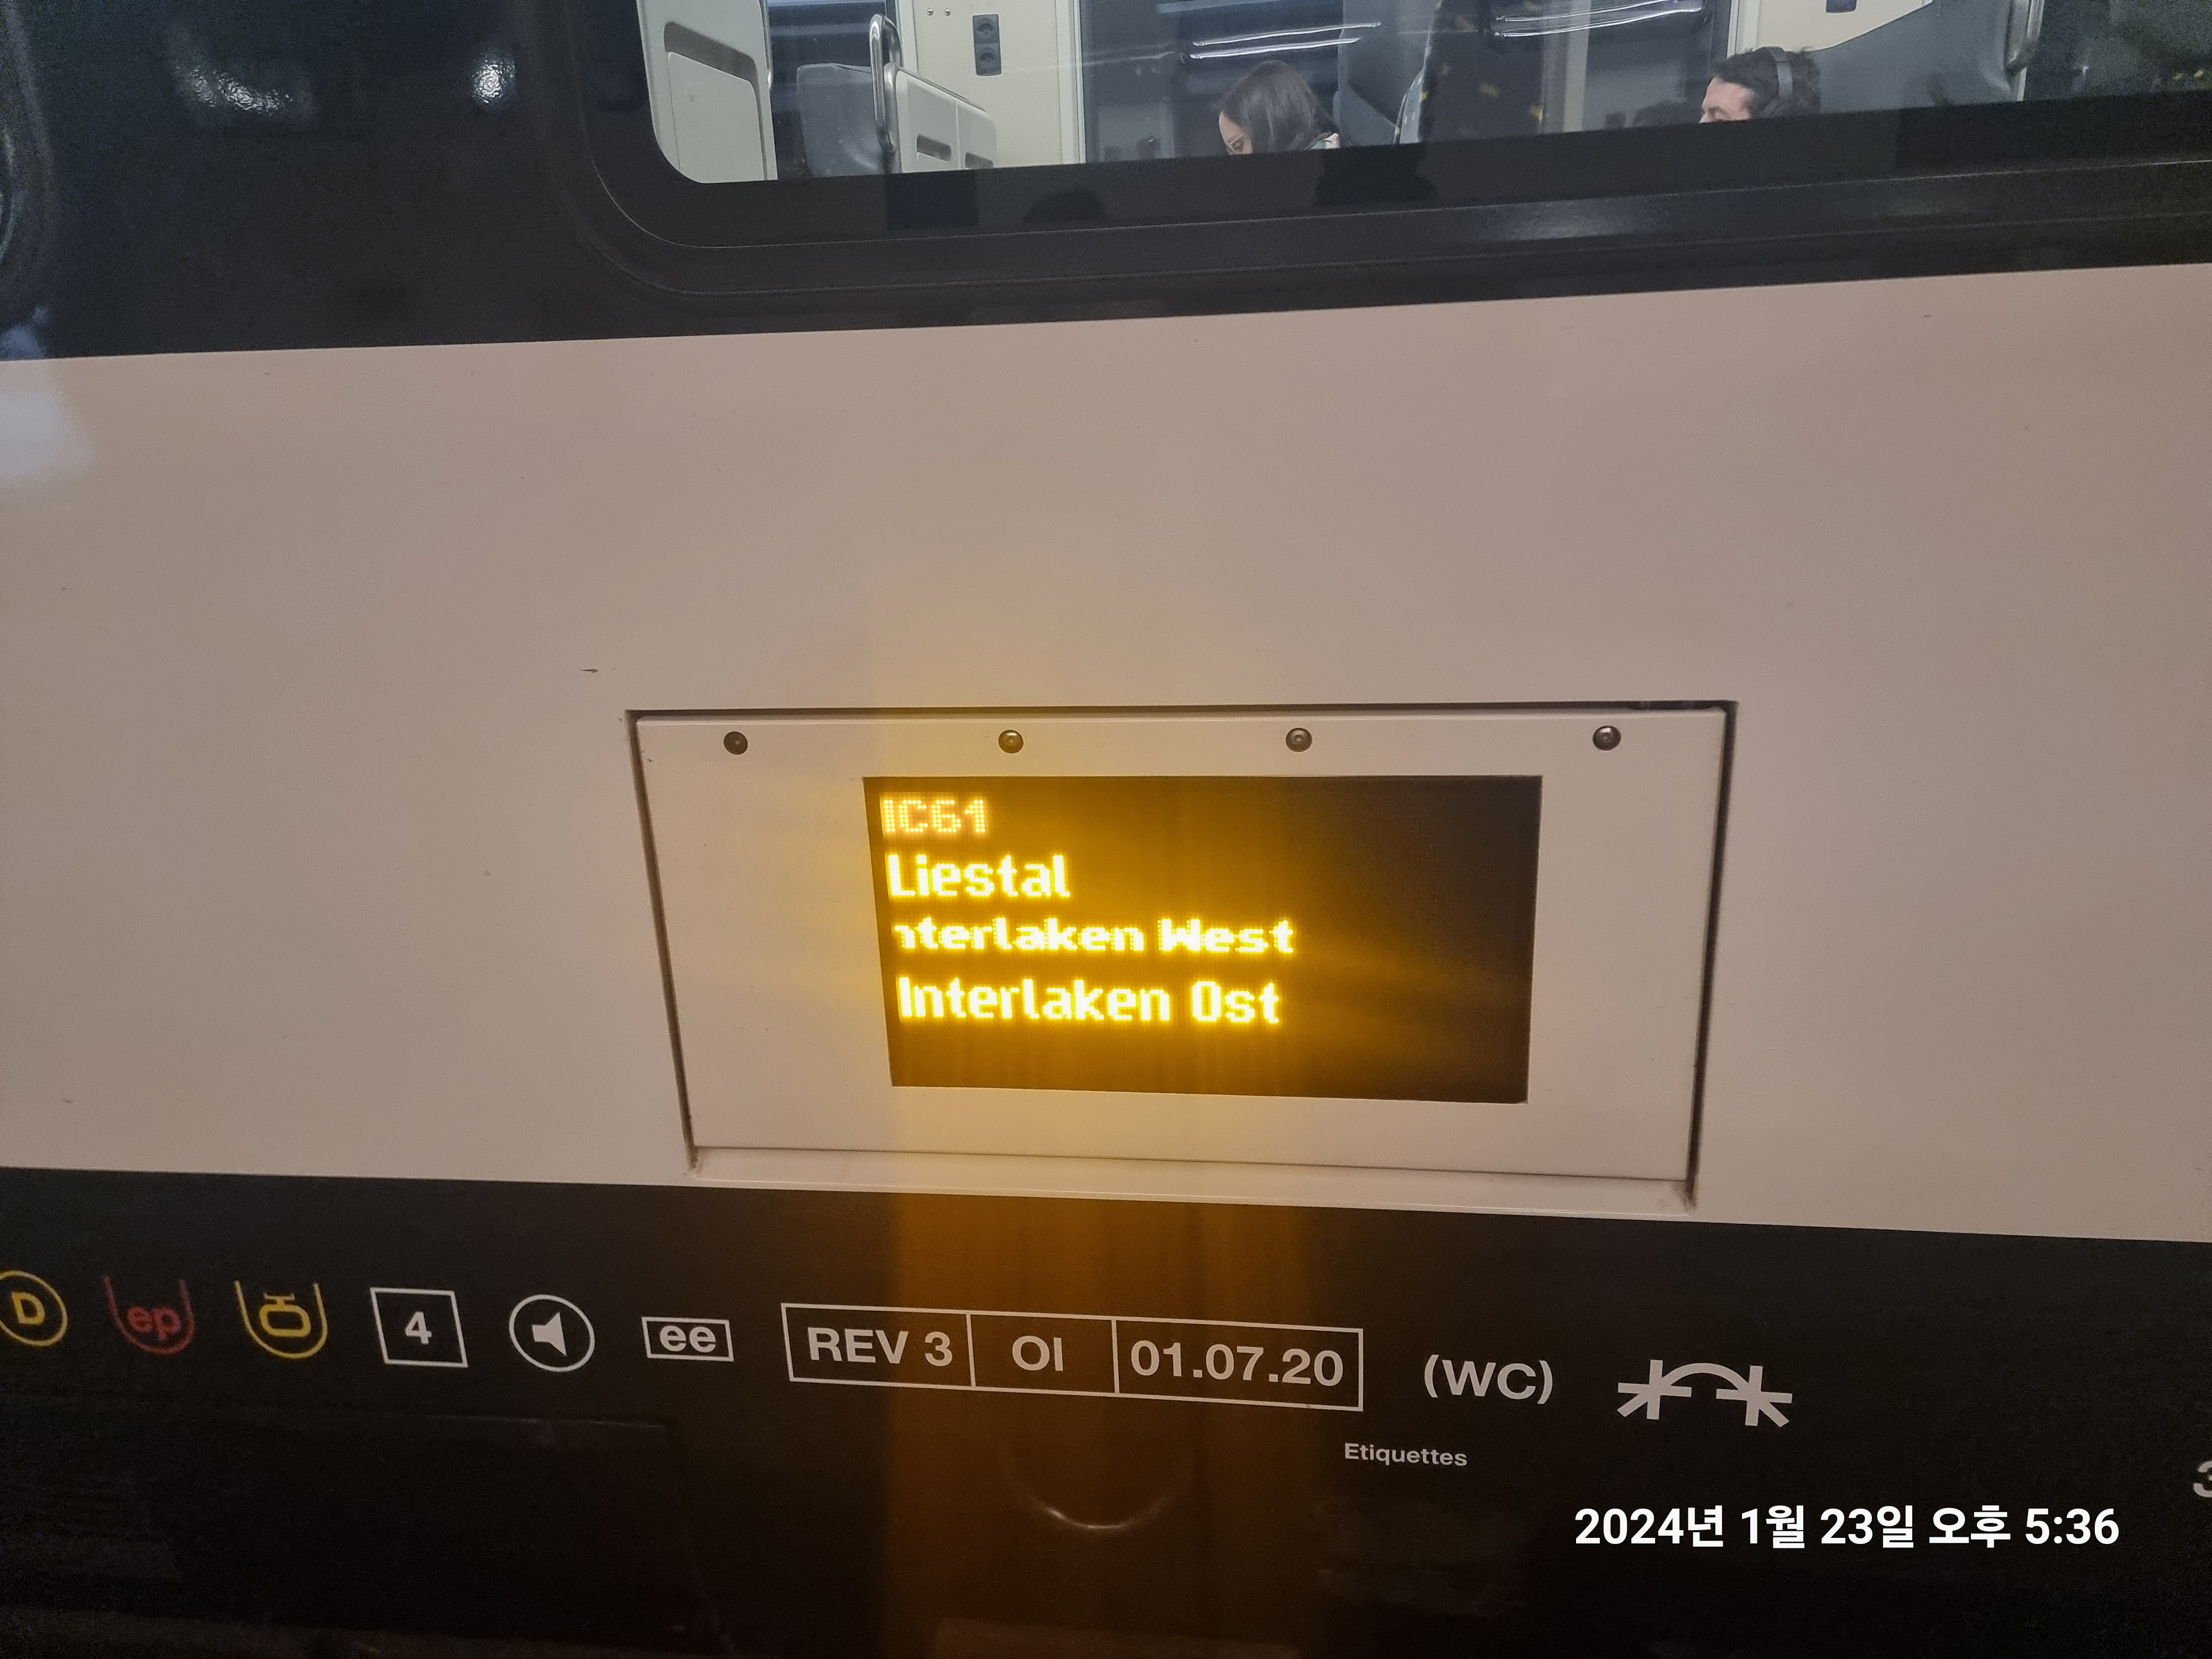 IC61
Liestal
nterlaken West
Interlaken Ost
D ep 4 ee REV 3 OI 01.07.20 (WC)
Etiquettes
2024년 1월 23일 오후 5:36